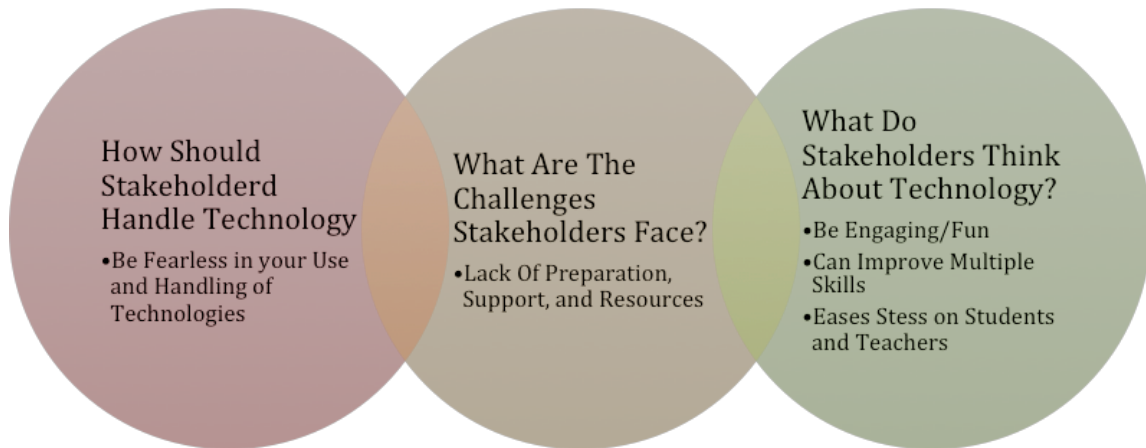 How Should
Stakeholderd
Handle Technology
•Be Fearless in your Use
and Handling of
Technologies
What Are The
Challenges
Stakeholders Face?
•Lack Of Preparation,
Support, and Resources
What Do
Stakeholders Think
About Technology?
•Be Engaging/Fun
•Can Improve Multiple
Skills
•Eases Stess on Students
and Teachers